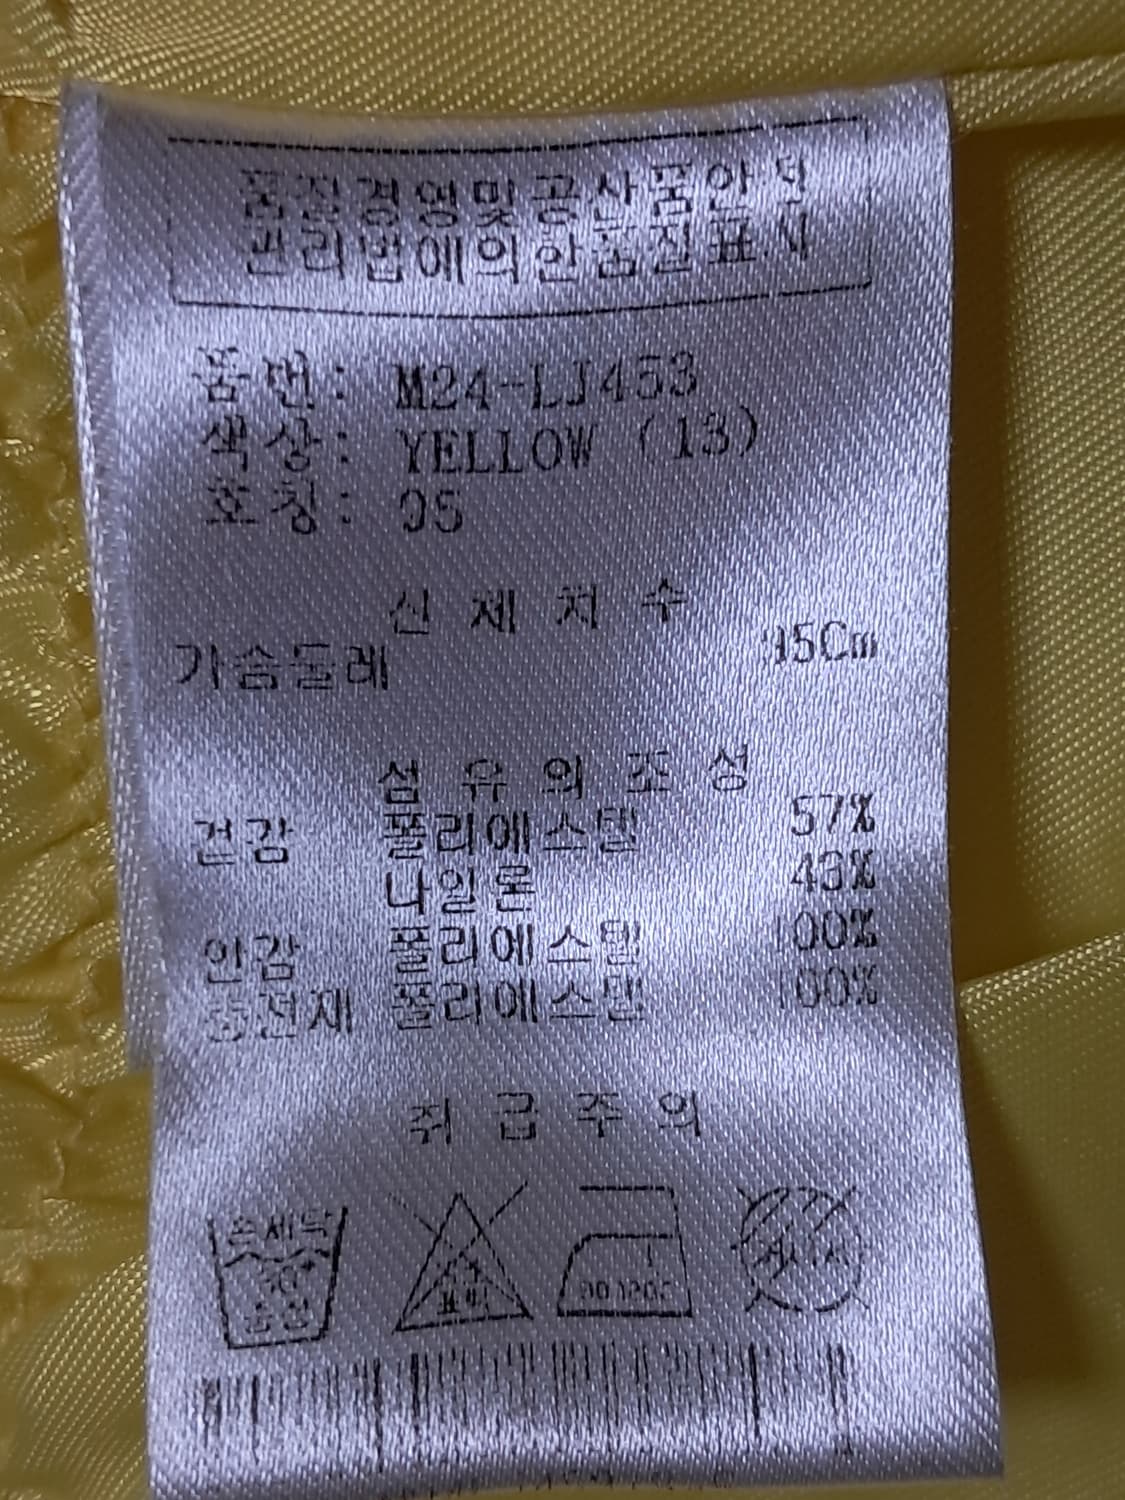 품질경영및공산품안전
관리법에의한품질표시
품번: M24-LJ453
색상: YELLOW (13)
호칭: 95
신 체 치 수
가슴둘레 95Cm
섬 유 의 조 성
겉감 폴리에스텔 57%
나일론 43%
안감 폴리에스텔 100%
충전재 폴리에스텔 100%
취 급 주 의
손세탁
30°
중성